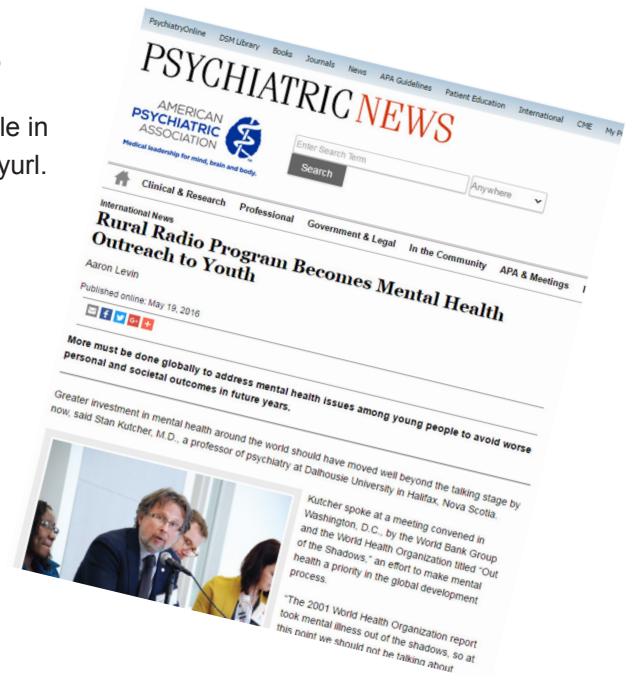 le in
yurl.
PsychiatryOnline DSM Library Books Journals News APA Guidelines Patient Education International CME My
PSYCHIATRIC NEWS
AMERICAN
PSYCHIATRIC
ASSOCIATION
Medical leadership for mind, brain and body.
Enter Search Term
Anywhere
Search
Clinical & Research Professional Government & Legal In the Community APA & Meetings
International News
Rural Radio Program Becomes Mental Health
Outreach to Youth
Aaron Levin
Published online: May 19, 2016
More must be done globally to address mental health issues among young people to avoid worse
personal and societal outcomes in future years.
Greater investment in mental health around the world should have moved well beyond the talking stage by
now, said Stan Kutcher, M.D., a professor of psychiatry at Dalhousie University in Halifax, Nova Scotia.
Kutcher spoke at a meeting convened in
Washington, D.C., by the World Bank Group
and the World Health Organization titled "Out
of the Shadows," an effort to make mental
health a priority in the global development
process.
"The 2001 World Health Organization report
took mental illness out of the shadows, so at
this point we should not be talking about